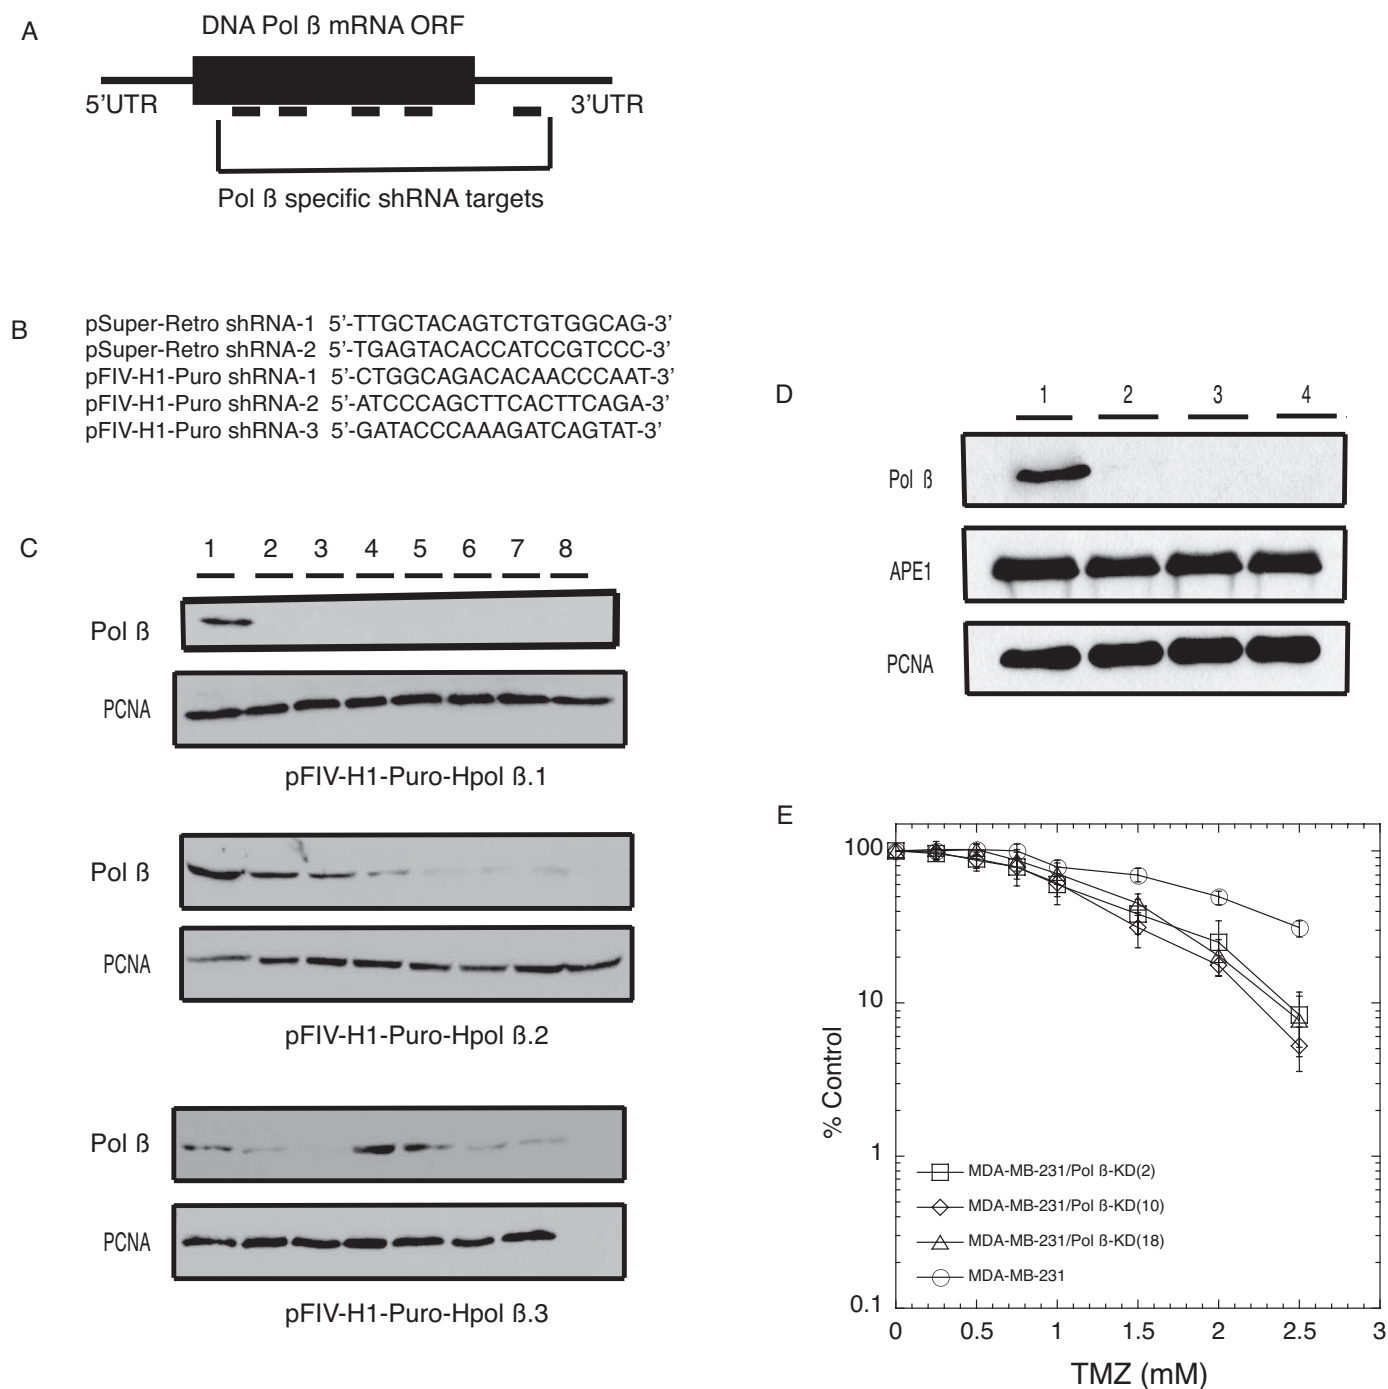 A
DNA Pol ß mRNA ORF
5’UTR
3’UTR
Pol ß specific shRNA targets
B
pSuper-Retro shRNA-1 5’-TTGCTACAGTCTGTGGCAG-3’
pSuper-Retro shRNA-2 5’-TGAGTACACCATCCGTCCC-3’
pFIV-H1-Puro shRNA-1 5’-CTGGCAGACACAACCCAAT-3’
pFIV-H1-Puro shRNA-2 5’-ATCCCAGCTTCACTTCAGA-3’
pFIV-H1-Puro shRNA-3 5’-GATACCCAAAGATCAGTAT-3’
C
1 2 3 4 5 6 7 8
Pol ß
PCNA
pFIV-H1-Puro-Hpol ß.1
Pol ß
PCNA
pFIV-H1-Puro-Hpol ß.2
Pol ß
PCNA
pFIV-H1-Puro-Hpol ß.3
D
1 2 3 4
Pol ß
APE1
PCNA
E
100
10
1
0.1
% Control
MDA-MB-231/Pol ß-KD(2)
MDA-MB-231/Pol ß-KD(10)
MDA-MB-231/Pol ß-KD(18)
MDA-MB-231
0 0.5 1 1.5 2 2.5 3
TMZ (mM)